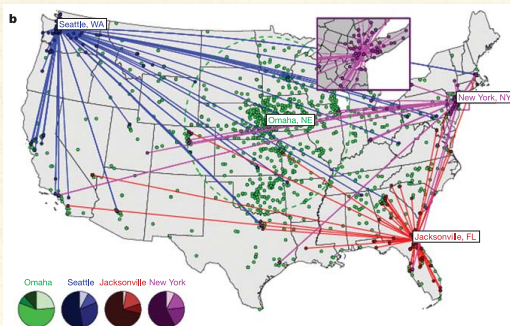 b
Seattle, WA
New York, NY
Omaha, NE
Jacksonville, FL
Omaha Seattle Jacksonville New York